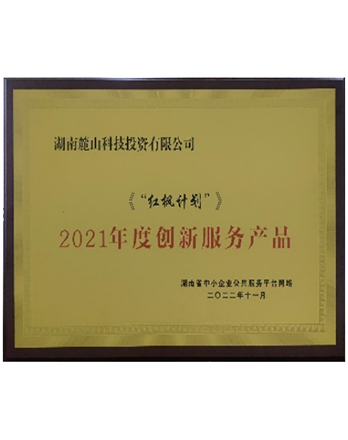 湖南麓山科技投资有限公司
《“红枫计划”》
2021年度创新服务产品
湖南省中小企业公共服务平台网络
二〇二二年十一月